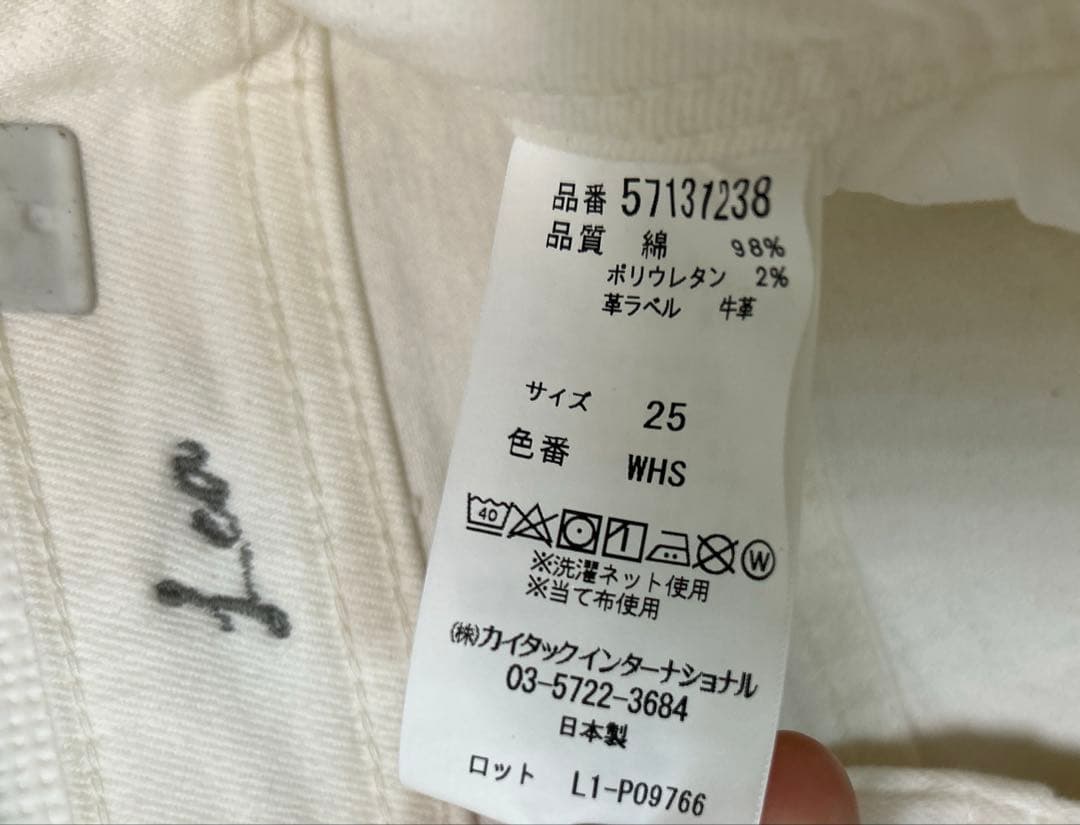 品番 57131238
品質 綿 98%
ポリウレタン 2%
革ラベル 牛革
サイズ 25
色番 WHS
40
W
※洗濯ネット使用
※当て布使用
㈱カイタックインターナショナル
03-5722-3684
日本製
ロット L1-P09766